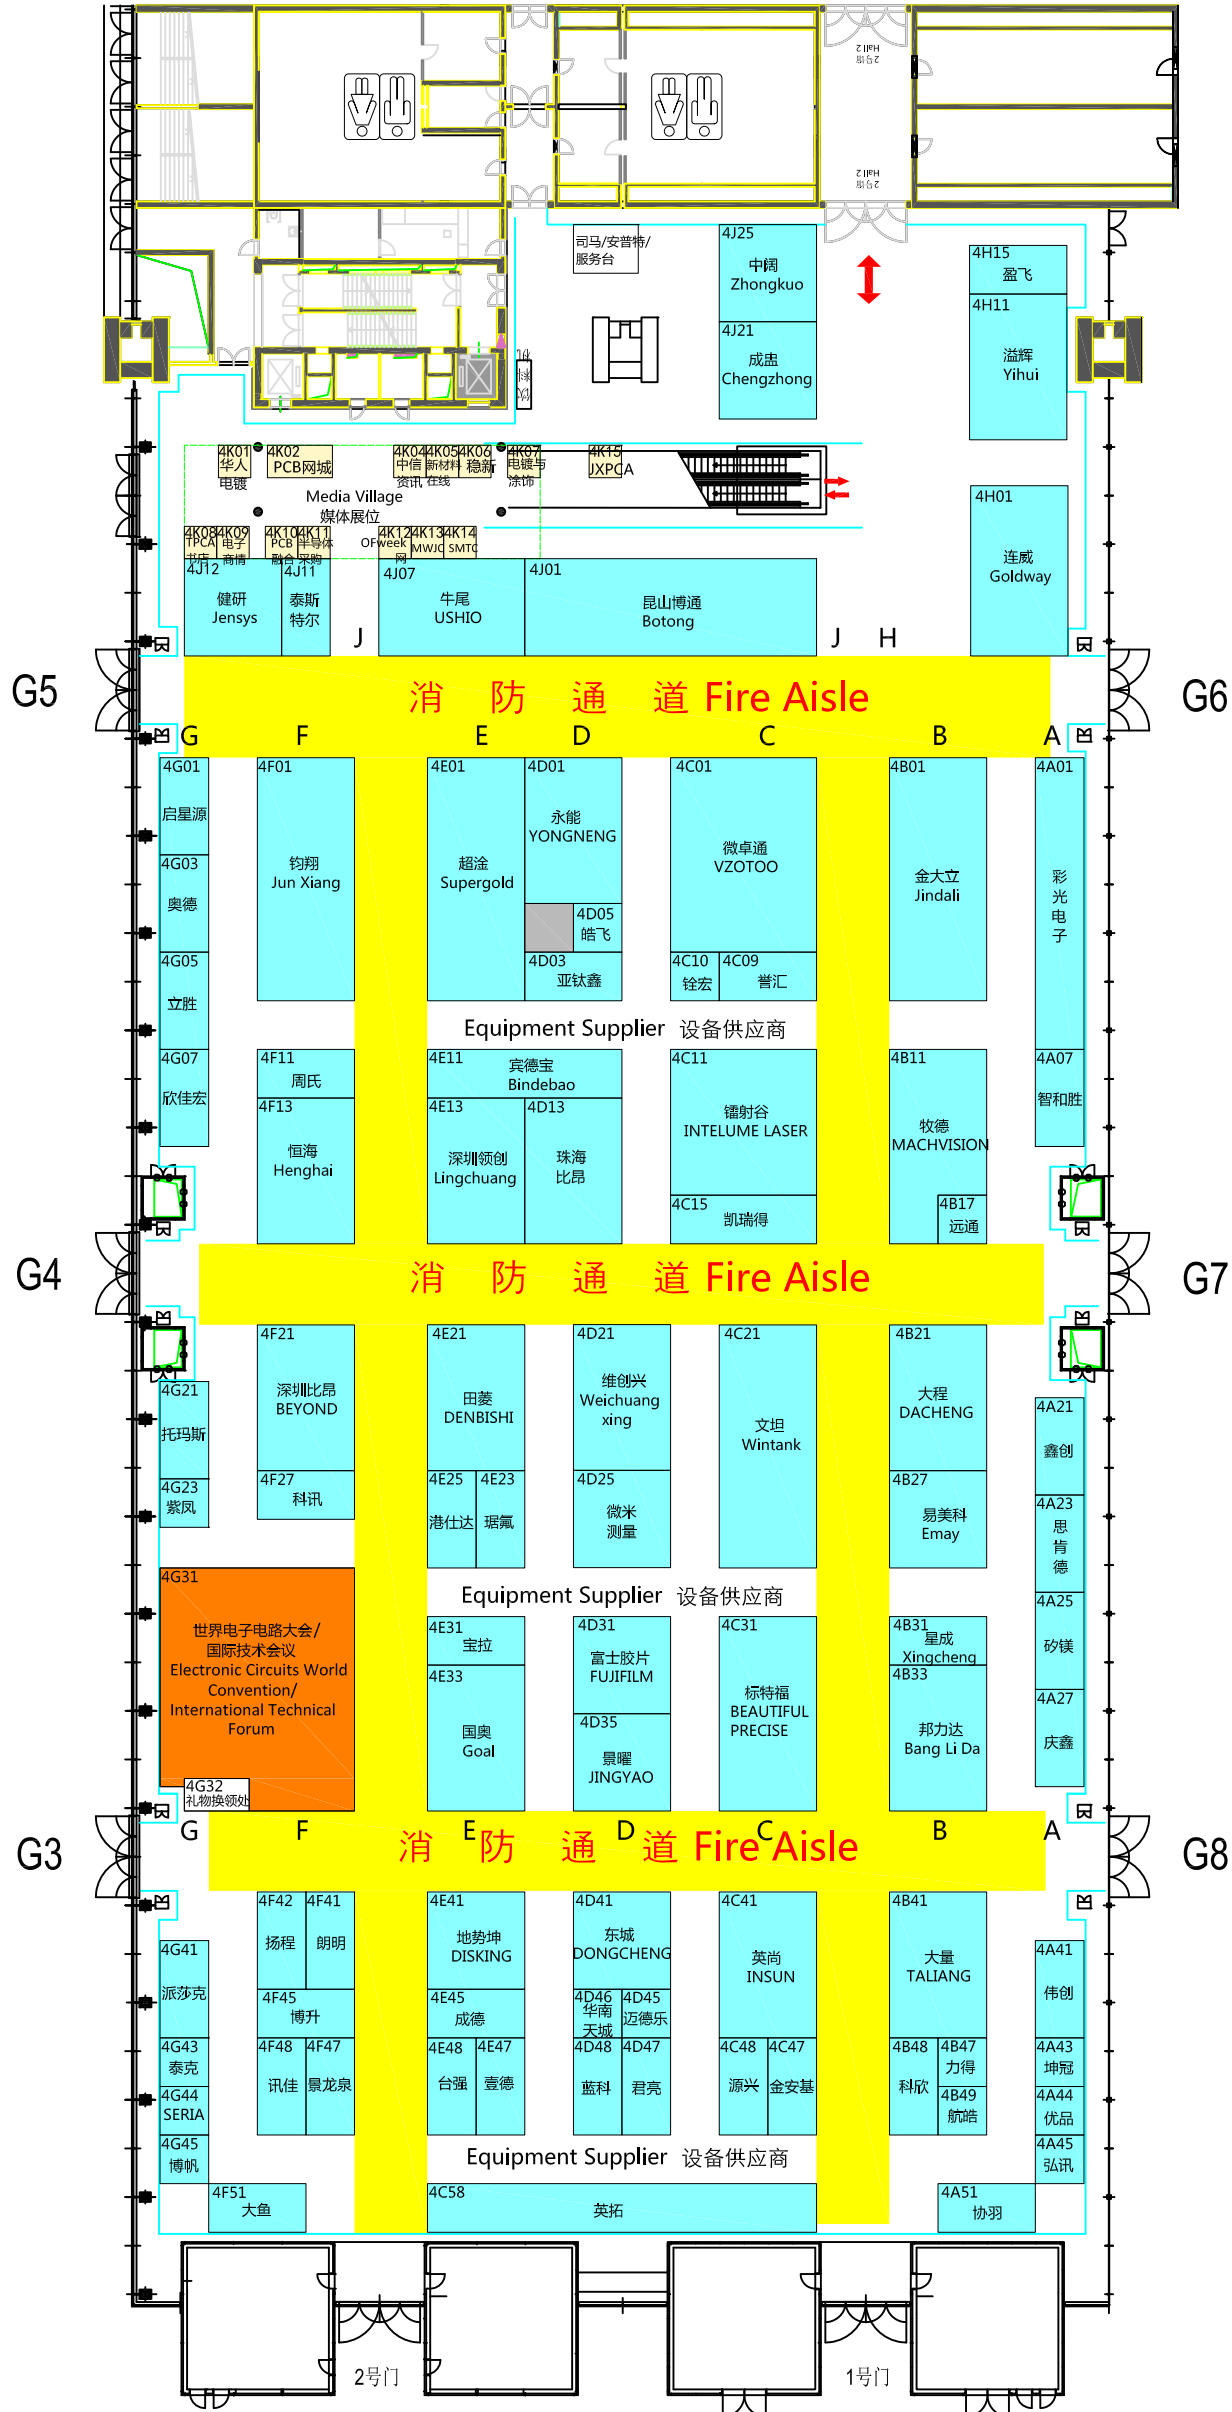 2号馆
Hall 2
2号馆
Hall 2
司马/安普特/
服务台
4J25
中阔
Zhongkuo
4J21
成盅
Chengzhong
4H15
盈飞
4H11
溢辉
Yihui
饮料机
4K01
华人
电镀
4K02
PCB网城
4K04
中信
资讯
4K05
新材料
在线
4K06
稳新
4K07
电镀与
涂饰
4K15
JXPCA
Media Village
媒体展位
4H01
连威
Goldway
4K08
TPCA
书店
4K09
电子
商情
4K10
PCB
融合
4K11
半导体
采购
4K12
OFweek
网
4K13
MWJC
4K14
SMTC
4J12
健研
Jensys
4J11
泰斯
特尔
4J07
牛尾
USHIO
4J01
昆山博通
Botong
J
J
H
G5
消 防 通 道 Fire Aisle
G6
G
F
E
D
C
B
A
4G01
启星源
4F01
钧翔
Jun Xiang
4E01
超淦
Supergold
4D01
永能
YONGNENG
4C01
微卓通
VZOTOO
4B01
金大立
Jindali
4A01
彩
光
电
子
4G03
奥德
4D05
皓飞
4D03
亚钛鑫
4C10
铨宏
4C09
誉汇
4G05
立胜
Equipment Supplier 设备供应商
4G07
欣佳宏
4F11
周氏
4E11
宾德宝
Bindebao
4C11
镭射谷
INTELUME LASER
4B11
牧德
MACHVISION
4A07
智和胜
4F13
恒海
Henghai
4E13
深圳领创
Lingchuang
4D13
珠海
比昂
4C15
凯瑞得
4B17
远通
G4
消 防 通 道 Fire Aisle
G7
4F21
深圳比昂
BEYOND
4E21
田菱
DENBISHI
4D21
维创兴
Weichuang
xing
4C21
文坦
Wintank
4B21
大程
DACHENG
4G21
托玛斯
4A21
鑫创
4G23
紫凤
4F27
科讯
4E25
港仕达
4E23
琚氟
4D25
微米
测量
4B27
易美科
Emay
4A23
思
肯
德
4G31
世界电子电路大会/
国际技术会议
Electronic Circuits World
Convention/
International Technical
Forum
Equipment Supplier 设备供应商
4A25
矽镁
4E31
宝拉
4D31
富士胶片
FUJIFILM
4C31
标特福
BEAUTIFUL
PRECISE
4B31
星成
Xingcheng
4E33
国奥
Goal
4D35
景曜
JINGYAO
4B33
邦力达
Bang Li Da
4A27
庆鑫
4G32
礼物换领处
G
F
E
D
C
B
A
G3
消 防 通 道 Fire Aisle
G8
4F42
扬程
4F41
朗明
4E41
地势坤
DISKING
4D41
东城
DONGCHENG
4C41
英尚
INSUN
4B41
大量
TALIANG
4G41
派莎克
4A41
伟创
4F45
博升
4E45
成德
4D46
华南
天城
4D45
迈德乐
4G43
泰克
4F48
讯佳
4F47
景龙泉
4E48
台强
4E47
壹德
4D48
蓝科
4D47
君亮
4C48
源兴
4C47
金安基
4B48
科欣
4B47
力得
4A43
坤冠
4G44
SERIA
4B49
航皓
4A44
优品
4G45
博帆
Equipment Supplier 设备供应商
4A45
弘讯
4F51
大鱼
4C58
英拓
4A51
协羽
2号门
1号门